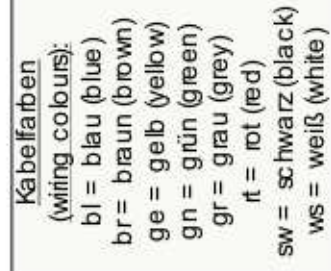 Kabelfarben
(wiring colours):
bl = blau (blue)
br = braun (brown)
ge = gelb (yellow)
gn = grün (green)
gr = grau (grey)
rt = rot (red)
sw = schwarz (black)
ws = weiß (white)